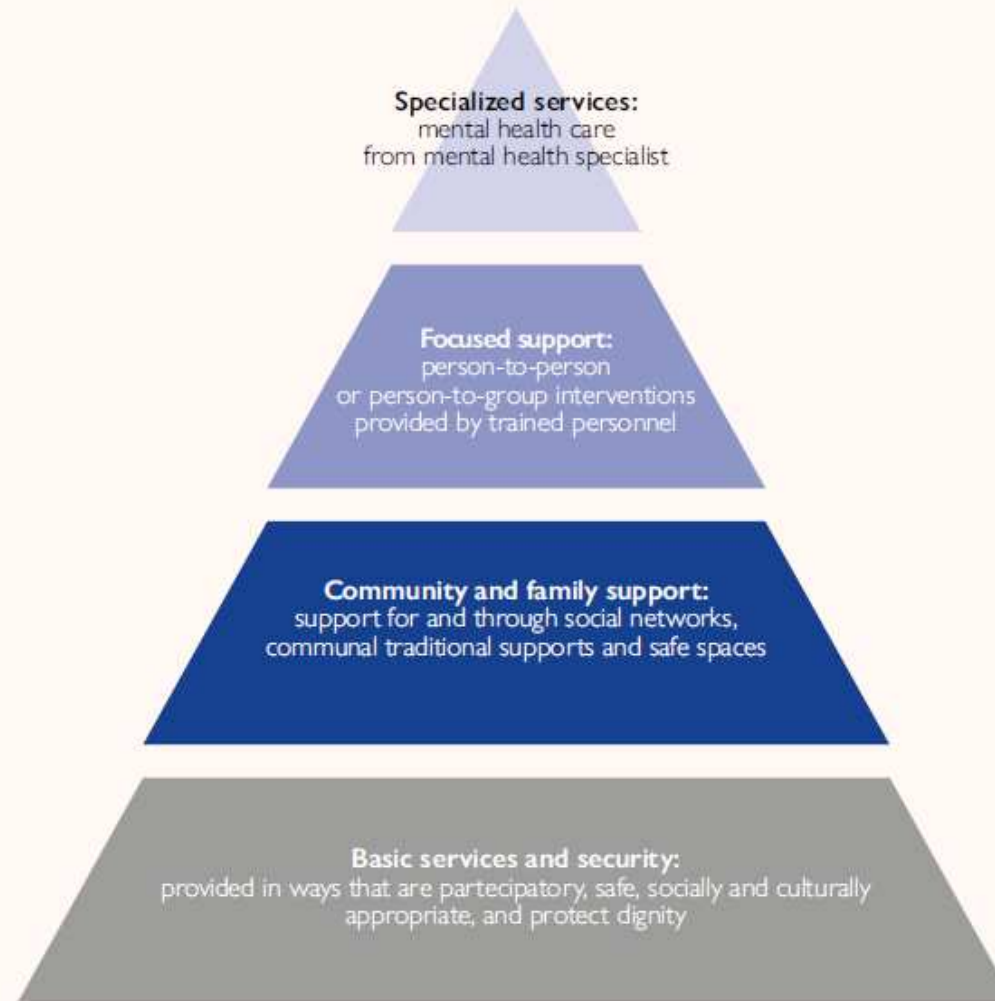 Specialized services:
mental health care
from mental health specialist
Focused support:
person-to-person
or person-to-group interventions
provided by trained personnel
Community and family support:
support for and through social networks,
communal traditional supports and safe spaces
Basic services and security:
provided in ways that are partecipatory, safe, socially and culturally
appropriate, and protect dignity